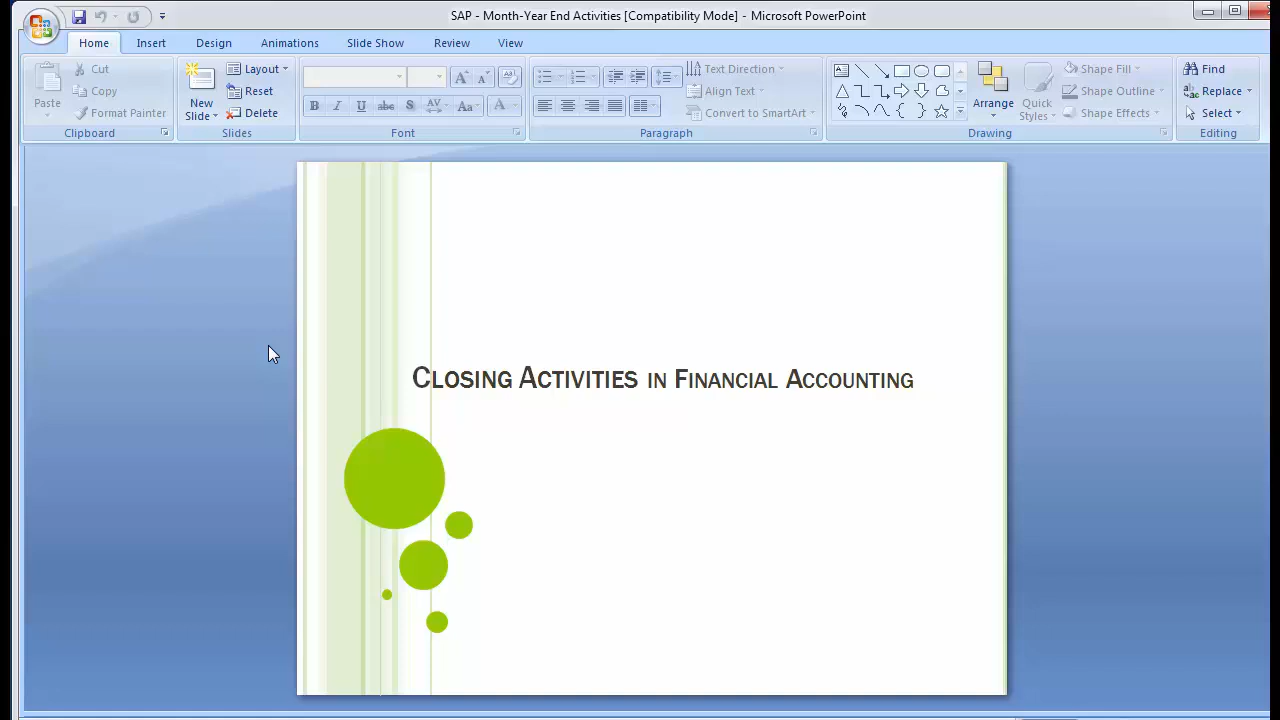 SAP - Month-Year End Activities [Compatibility Mode] - Microsoft PowerPoint
Home Insert Design Animations Slide Show Review View
Paste
Cut
Copy
Format Painter
Clipboard
New Slide
Layout
Reset
Delete
Slides
B I U abc S AV Aa A
Font
Text Direction
Align Text
Convert to SmartArt
Paragraph
Arrange
Quick Styles
Shape Fill
Shape Outline
Shape Effects
Drawing
Find
Replace
Select
Editing
CLOSING ACTIVITIES IN FINANCIAL ACCOUNTING